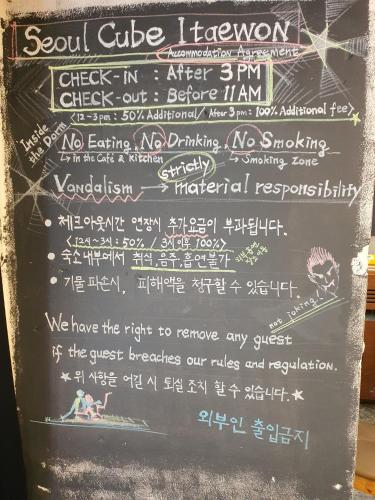 Seoul Cube Itaewon
Accommodation Agreement
CHECK-IN : After 3 PM
CHECK-out : Before 11 AM
<12~3pm : 50% Additional / After 3pm : 100% Additional fee>
Inside the Dorm
No Eating, No Drinking, No Smoking
↳ in the Café & kitchen ↳ Smoking Zone
strictly
Vandalism → material responsibility
• 체크아웃시간 연장시 추가요금이 부과됩니다.
<12시~3시 : 50% / 3시 이후 100%>
• 숙소 내부에서 취식, 음주, 흡연불가
• 기물 파손시, 피해액을 청구할 수 있습니다.
not joking!
We have the right to remove any guest
if the guest breaches our rules and regulation.
★ 위 사항을 어길 시 퇴실 조치 할 수 있습니다. ★
외부인 출입금지